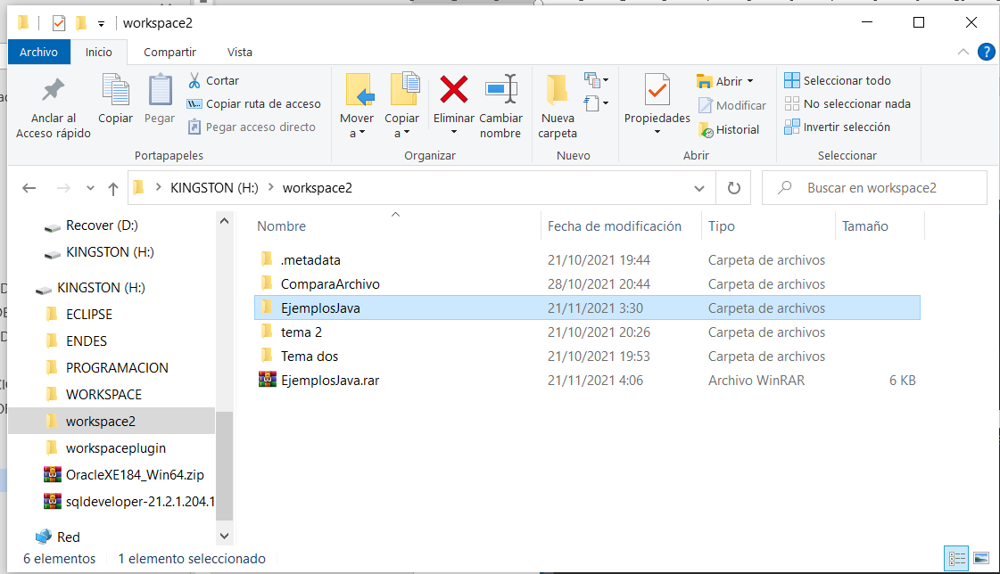 workspace2
Archivo Inicio Compartir Vista
Anclar al
Acceso rápido
Copiar
Pegar
Cortar
Copiar ruta de acceso
Pegar acceso directo
Portapapeles
Mover
a
Copiar
a
Eliminar
Cambiar
nombre
Organizar
Nueva
carpeta
Nuevo
Propiedades
Abrir
Modificar
Historial
Abrir
Seleccionar todo
No seleccionar nada
Invertir selección
Seleccionar
KINGSTON (H:) > workspace2
Buscar en workspace2
Recover (D:)
KINGSTON (H:)
KINGSTON (H:)
ECLIPSE
ENDES
PROGRAMACION
WORKSPACE
workspace2
workspaceplugin
OracleXE184_Win64.zip
sqldeveloper-21.2.1.204.1
Red
Nombre Fecha de modificación Tipo Tamaño
.metadata 21/10/2021 19:44 Carpeta de archivos
ComparaArchivo 28/10/2021 20:44 Carpeta de archivos
EjemplosJava 21/11/2021 3:30 Carpeta de archivos
tema 2 21/10/2021 20:26 Carpeta de archivos
Tema dos 21/10/2021 19:53 Carpeta de archivos
EjemplosJava.rar 21/11/2021 4:06 Archivo WinRAR 6 KB
6 elementos 1 elemento seleccionado